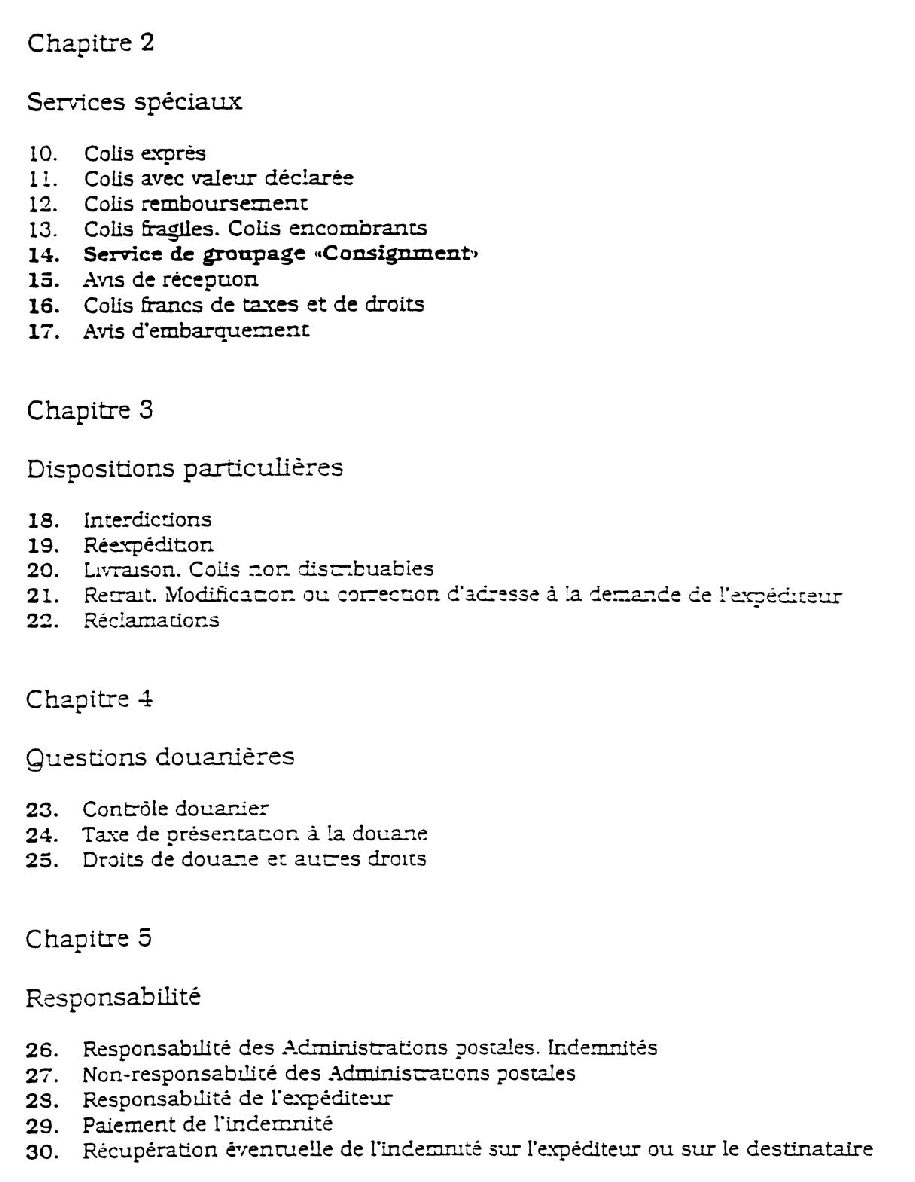 Chapitre 2
Services spéciaux
10. Colis exprès
11. Colis avec valeur déclarée
12. Colis remboursement
13. Colis fragiles. Colis encombrants
14. Service de groupage «Consignment»
15. Avis de réception
16. Colis francs de taxes et de droits
17. Avis d'embarquement
Chapitre 3
Dispositions particulières
18. Interdictions
19. Réexpédition
20. Livraison. Colis non distribuables
21. Retrait. Modification ou correction d'adresse à la demande de l'expéditeur
22. Réclamations
Chapitre 4
Questions douanières
23. Contrôle douanier
24. Taxe de présentation à la douane
25. Droits de douane et autres droits
Chapitre 5
Responsabilité
26. Responsabilité des Administrations postales. Indemnités
27. Non-responsabilité des Administrations postales
28. Responsabilité de l'expéditeur
29. Paiement de l'indemnité
30. Récupération éventuelle de l'indemnité sur l'expéditeur ou sur le destinataire